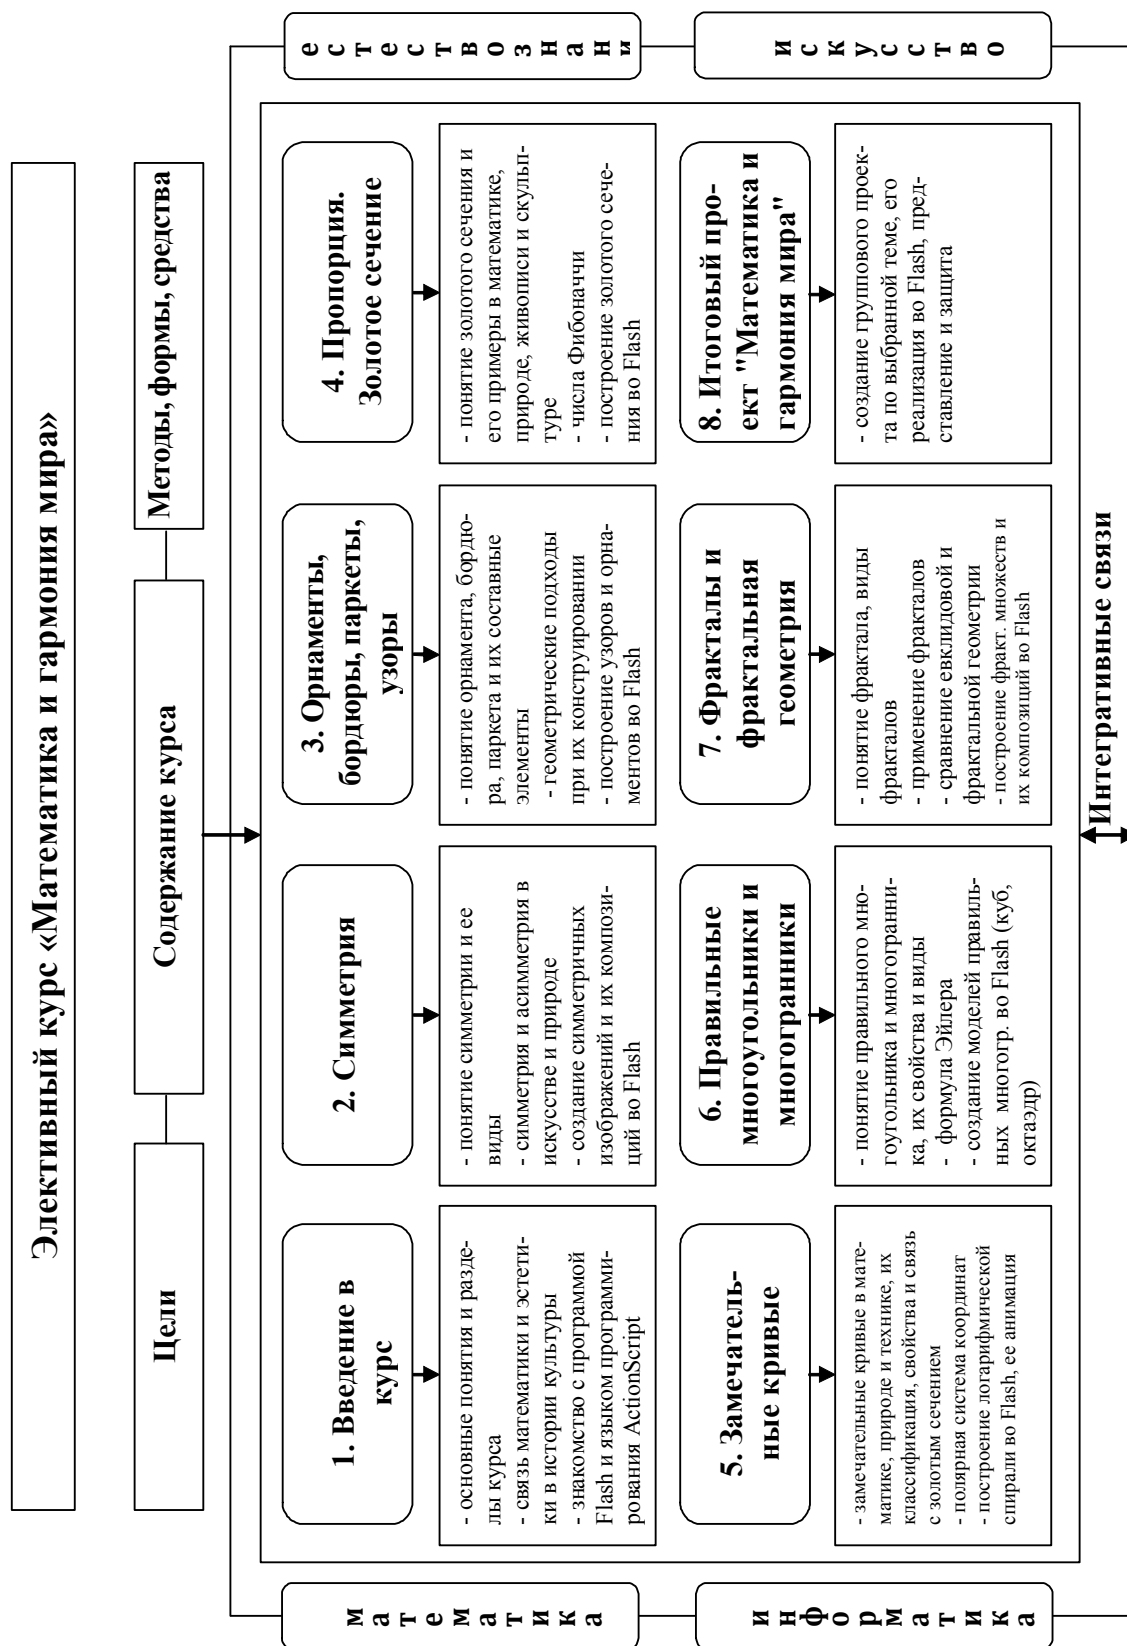 Элективный курс «Математика и гармония мира»
Цели
Содержание курса
Методы, формы, средства
математика
информатика
1. Введение в
курс
- основные понятия и разде-
лы курса
- связь математики и эстети-
ки в истории культуры
- знакомство с программой
Flash и языком программи-
рования ActionScript
2. Симметрия
- понятие симметрии и ее
виды
- симметрия и асимметрия в
искусстве и природе
- создание симметричных
изображений и их компози-
ций во Flash
3. Орнаменты,
бордюры, паркеты,
узоры
- понятие орнамента, бордю-
ра, паркета и их составные
элементы
- геометрические подходы
при их конструировании
- построение узоров и орна-
ментов во Flash
4. Пропорция.
Золотое сечение
- понятие золотого сечения и
его примеры в математике,
природе, живописи и скульп-
туре
- числа Фибоначчи
- построение золотого сече-
ния во Flash
5. Замечатель-
ные кривые
- замечательные кривые в мате-
матике, природе и технике, их
классификация, свойства и связь
с золотым сечением
- полярная система координат
- построение логарифмической
спирали во Flash, ее анимация
6. Правильные
многоугольники и
многогранники
- понятие правильного мно-
гоугольника и многогранни-
ка, их свойства и виды
- формула Эйлера
- создание моделей правиль-
ных многогр. во Flash (куб,
октаэдр)
7. Фракталы и
фрактальная
геометрия
- понятие фрактала, виды
фракталов
- применение фракталов
- сравнение евклидовой и
фрактальной геометрии
- построение фракт. множеств и
их композиций во Flash
8. Итоговый про-
ект "Математика и
гармония мира"
- создание группового проек-
та по выбранной теме, его
реализация во Flash, пред-
ставление и защита
естествознани
искусство
Интегративные связи